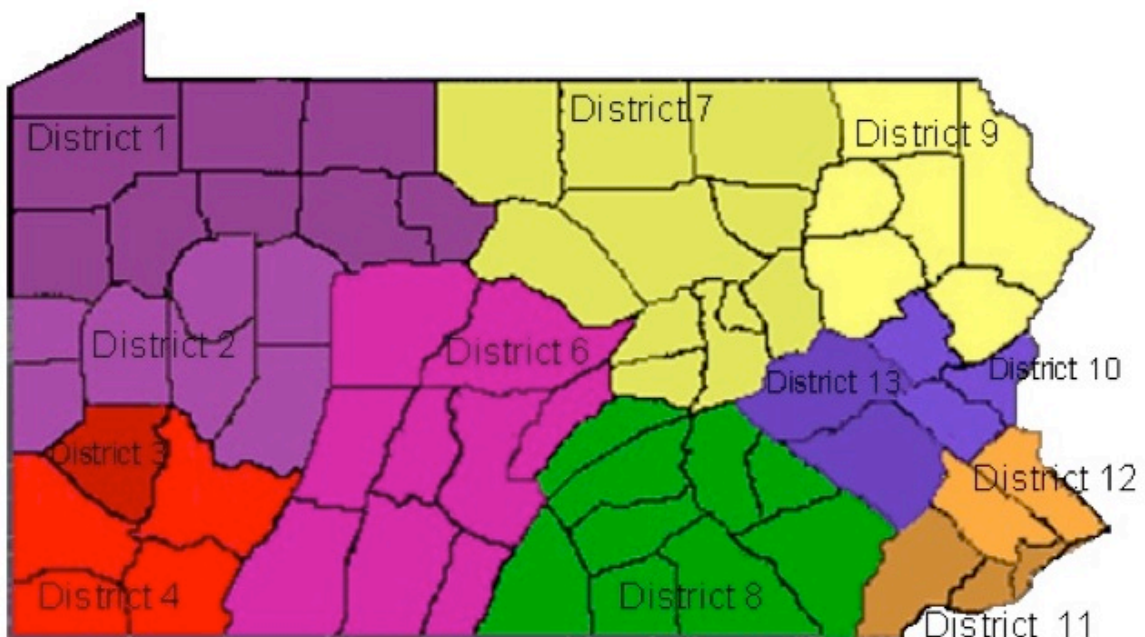 District 7
District 1
District 9
District 2
District 6
District 10
District 13
District 3
District 12
District 4
District 8
District 11